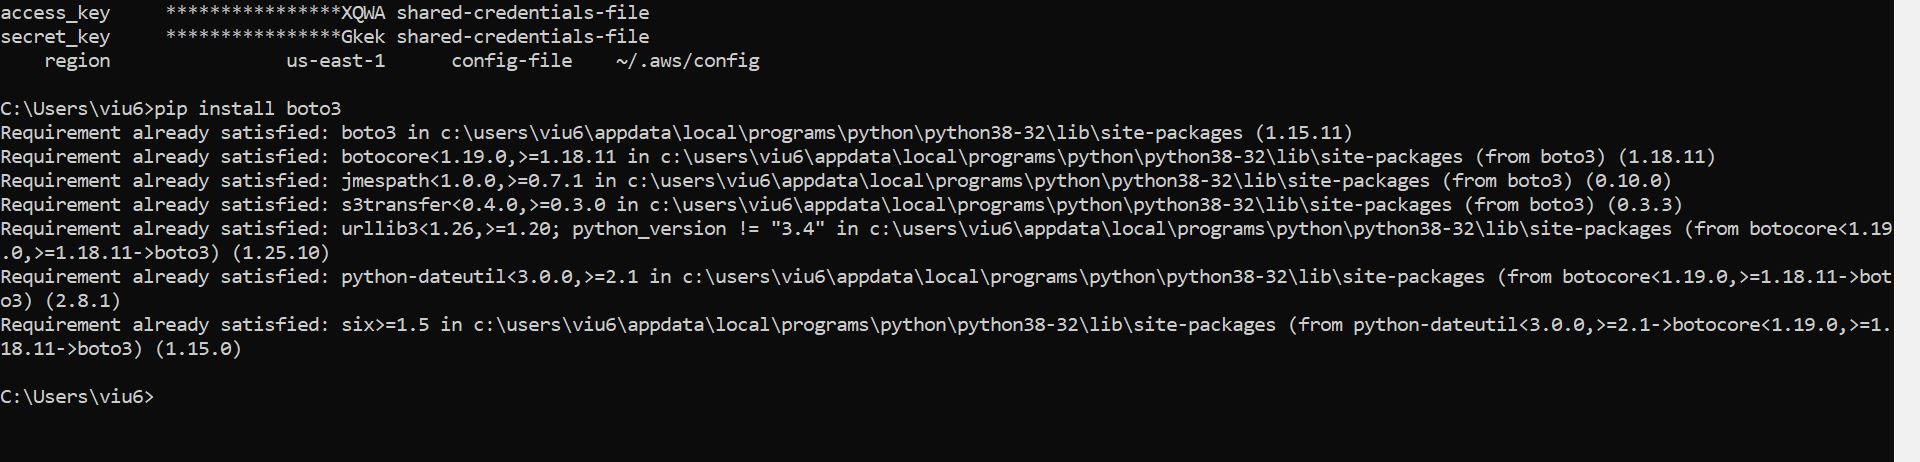 access_key     ****************XQWA shared-credentials-file
secret_key     ****************Gkek shared-credentials-file
    region                us-east-1      config-file    ~/.aws/config
C:\Users\viu6>pip install boto3
Requirement already satisfied: boto3 in c:\users\viu6\appdata\local\programs\python\python38-32\lib\site-packages (1.15.11)
Requirement already satisfied: botocore<1.19.0,>=1.18.11 in c:\users\viu6\appdata\local\programs\python\python38-32\lib\site-packages (from boto3) (1.18.11)
Requirement already satisfied: jmespath<1.0.0,>=0.7.1 in c:\users\viu6\appdata\local\programs\python\python38-32\lib\site-packages (from boto3) (0.10.0)
Requirement already satisfied: s3transfer<0.4.0,>=0.3.0 in c:\users\viu6\appdata\local\programs\python\python38-32\lib\site-packages (from boto3) (0.3.3)
Requirement already satisfied: urllib3<1.26,>=1.20; python_version != "3.4" in c:\users\viu6\appdata\local\programs\python\python38-32\lib\site-packages (from botocore<1.19
.0,>=1.18.11->boto3) (1.25.10)
Requirement already satisfied: python-dateutil<3.0.0,>=2.1 in c:\users\viu6\appdata\local\programs\python\python38-32\lib\site-packages (from botocore<1.19.0,>=1.18.11->bot
o3) (2.8.1)
Requirement already satisfied: six>=1.5 in c:\users\viu6\appdata\local\programs\python\python38-32\lib\site-packages (from python-dateutil<3.0.0,>=2.1->botocore<1.19.0,>=1.
18.11->boto3) (1.15.0)
C:\Users\viu6>